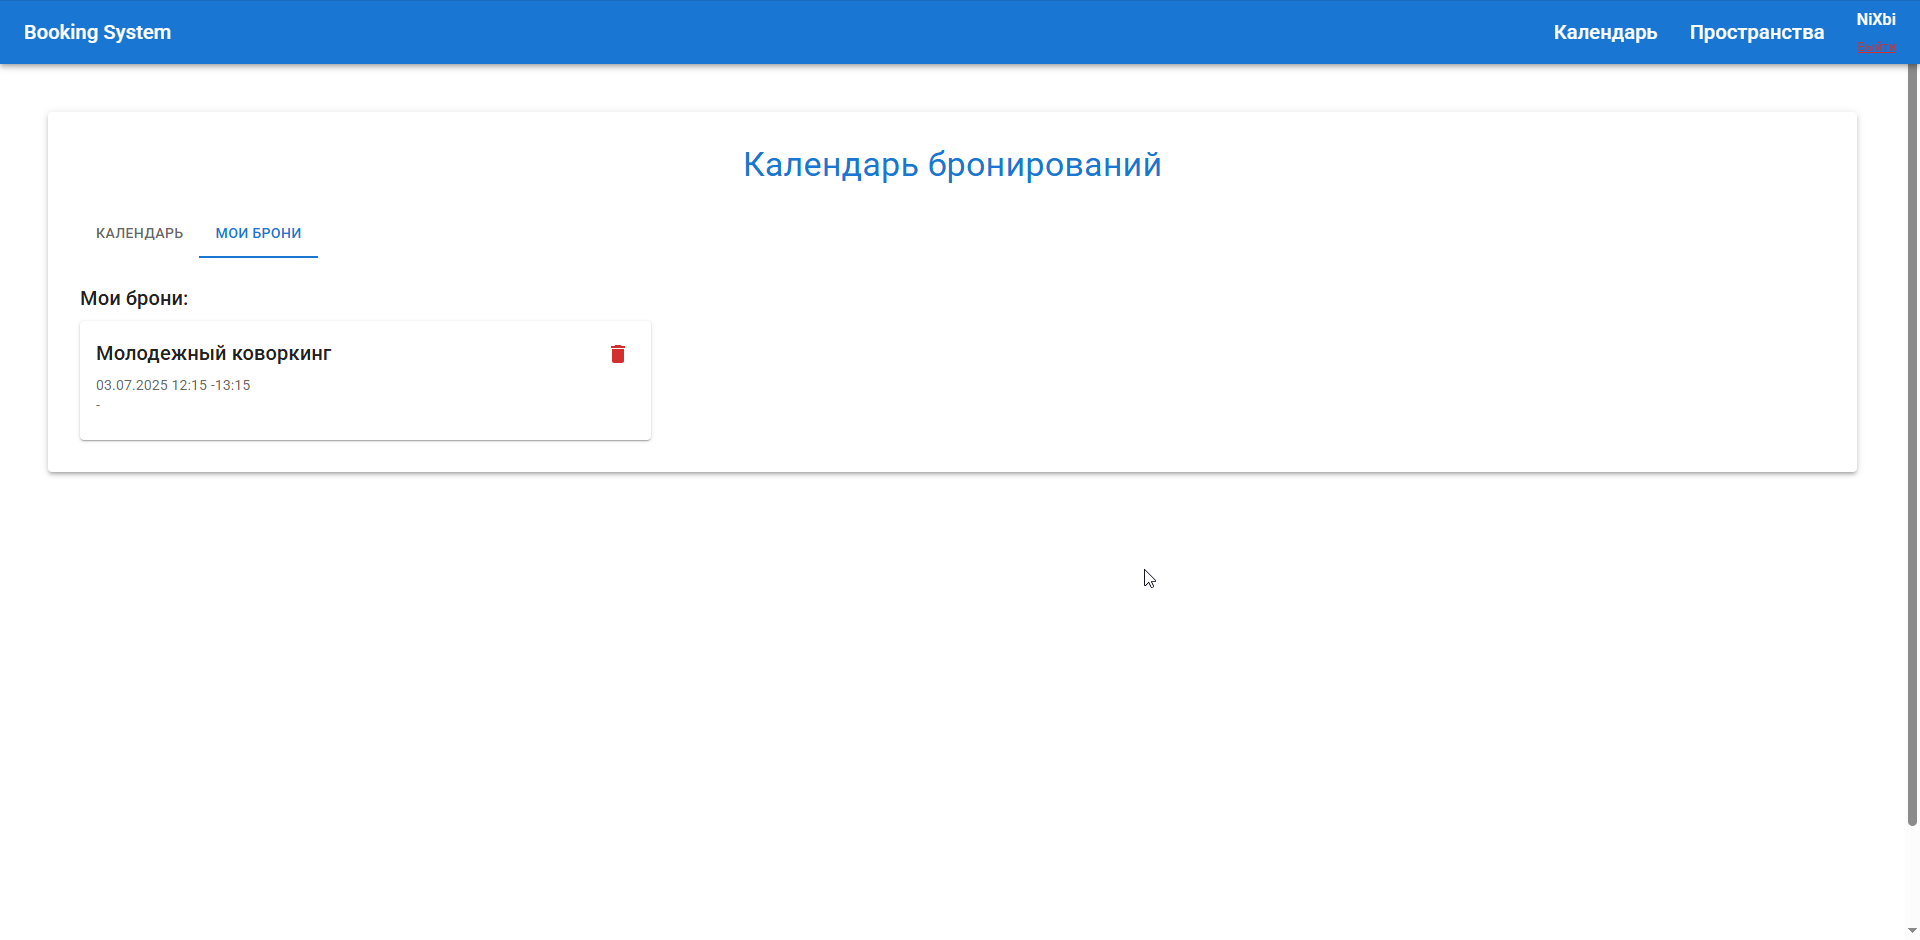 Booking System
Календарь
Пространства
NiXbi
Выйти
Календарь бронирований
КАЛЕНДАРЬ
МОИ БРОНИ
Мои брони:
Молодежный коворкинг
03.07.2025 12:15 -13:15
-